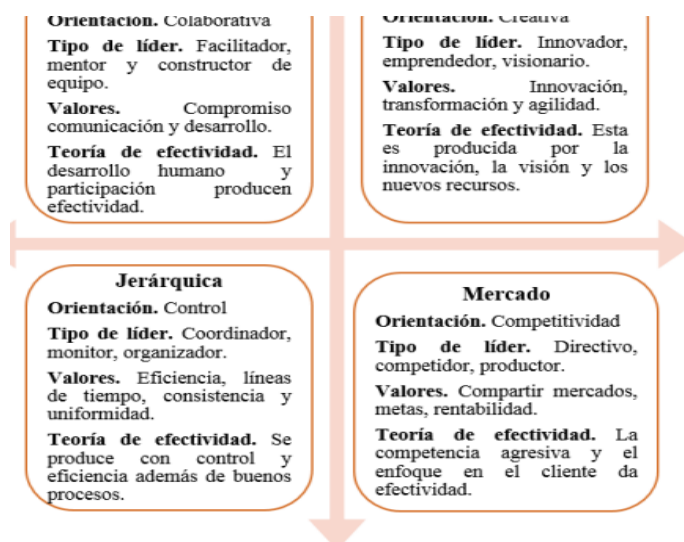 Orientación. Colaborativa
Tipo de líder. Facilitador,
mentor y constructor de
equipo.
Valores. Compromiso
comunicación y desarrollo.
Teoría de efectividad. El
desarrollo humano y
participación producen
efectividad.
Orientación. Creativa
Tipo de líder. Innovador,
emprendedor, visionario.
Valores. Innovación,
transformación y agilidad.
Teoría de efectividad. Esta
es producida por la
innovación, la visión y los
nuevos recursos.
Jerárquica
Orientación. Control
Tipo de líder. Coordinador,
monitor, organizador.
Valores. Eficiencia, líneas
de tiempo, consistencia y
uniformidad.
Teoría de efectividad. Se
produce con control y
eficiencia además de buenos
procesos.
Mercado
Orientación. Competitividad
Tipo de líder. Directivo,
competidor, productor.
Valores. Compartir mercados,
metas, rentabilidad.
Teoría de efectividad. La
competencia agresiva y el
enfoque en el cliente da
efectividad.